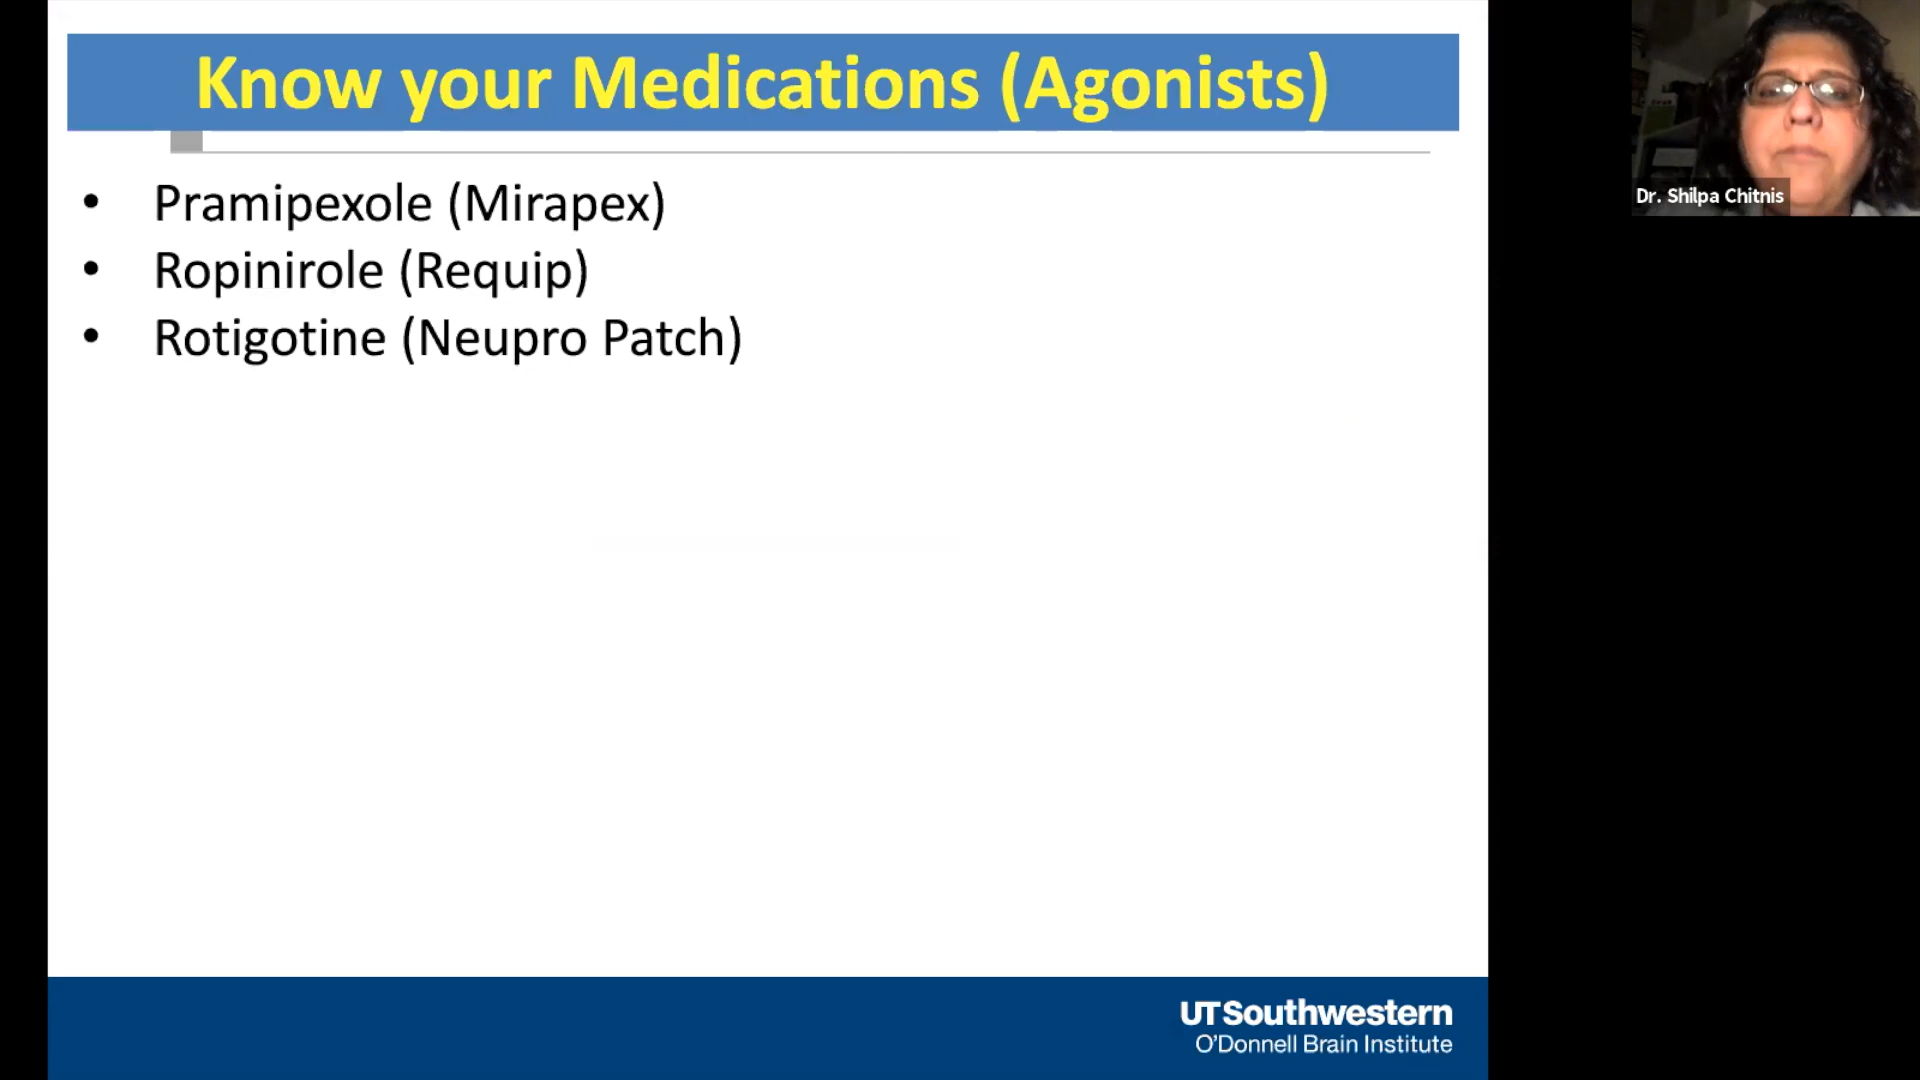 Know your Medications (Agonists)
• Pramipexole (Mirapex)
• Ropinirole (Requip)
• Rotigotine (Neupro Patch)
Dr. Shilpa Chitnis
UTSouthwestern
O'Donnell Brain Institute